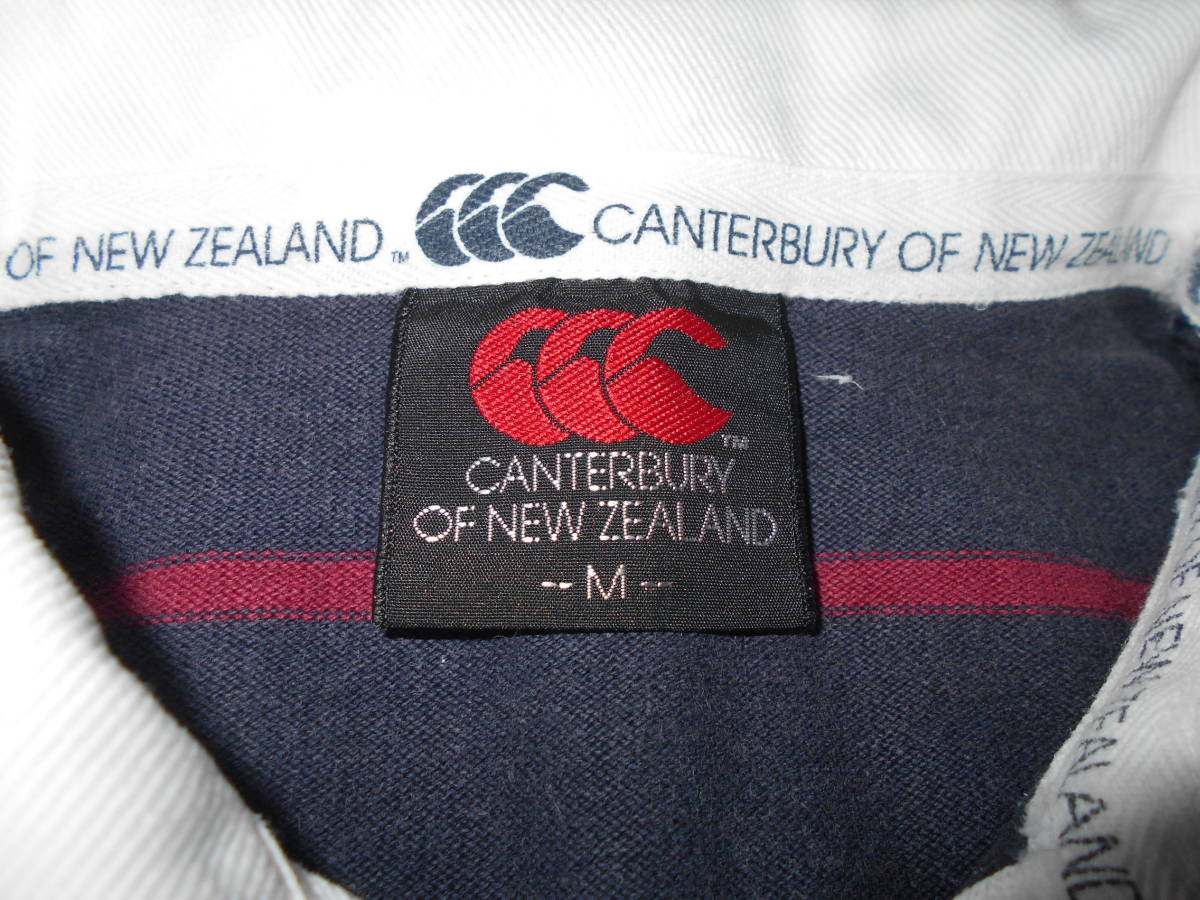 OF NEW ZEALAND™ CANTERBURY OF NEW ZEALAND
™
CANTERBURY
OF NEW ZEALAND
-- M --